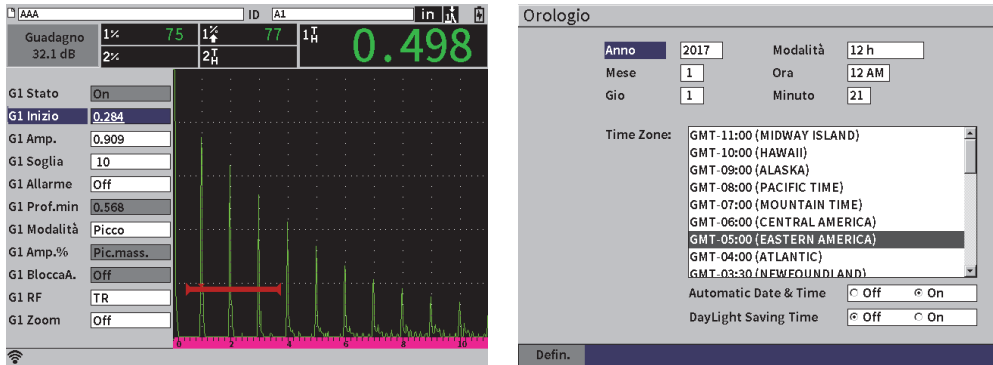 AAA ID A1 in
Guadagno
32.1 dB
1% 75 1% 77 1 T H 0.498
2% 2 T H
G1 Stato On
G1 Inizio 0.284
G1 Amp. 0.909
G1 Soglia 10
G1 Allarme Off
G1 Prof.min 0.568
G1 Modalità Picco
G1 Amp.% Pic.mass.
G1 BloccaA. Off
G1 RF TR
G1 Zoom Off
0 2 4 6 8 10
Orologio
Anno 2017 Modalità 12 h
Mese 1 Ora 12 AM
Gio 1 Minuto 21
Time Zone: GMT-11:00 (MIDWAY ISLAND)
GMT-10:00 (HAWAII)
GMT-09:00 (ALASKA)
GMT-08:00 (PACIFIC TIME)
GMT-07:00 (MOUNTAIN TIME)
GMT-06:00 (CENTRAL AMERICA)
GMT-05:00 (EASTERN AMERICA)
GMT-04:00 (ATLANTIC)
GMT-03:30 (NEWFOUNDLAND)
Automatic Date & Time Off On
DayLight Saving Time Off On
Defin.